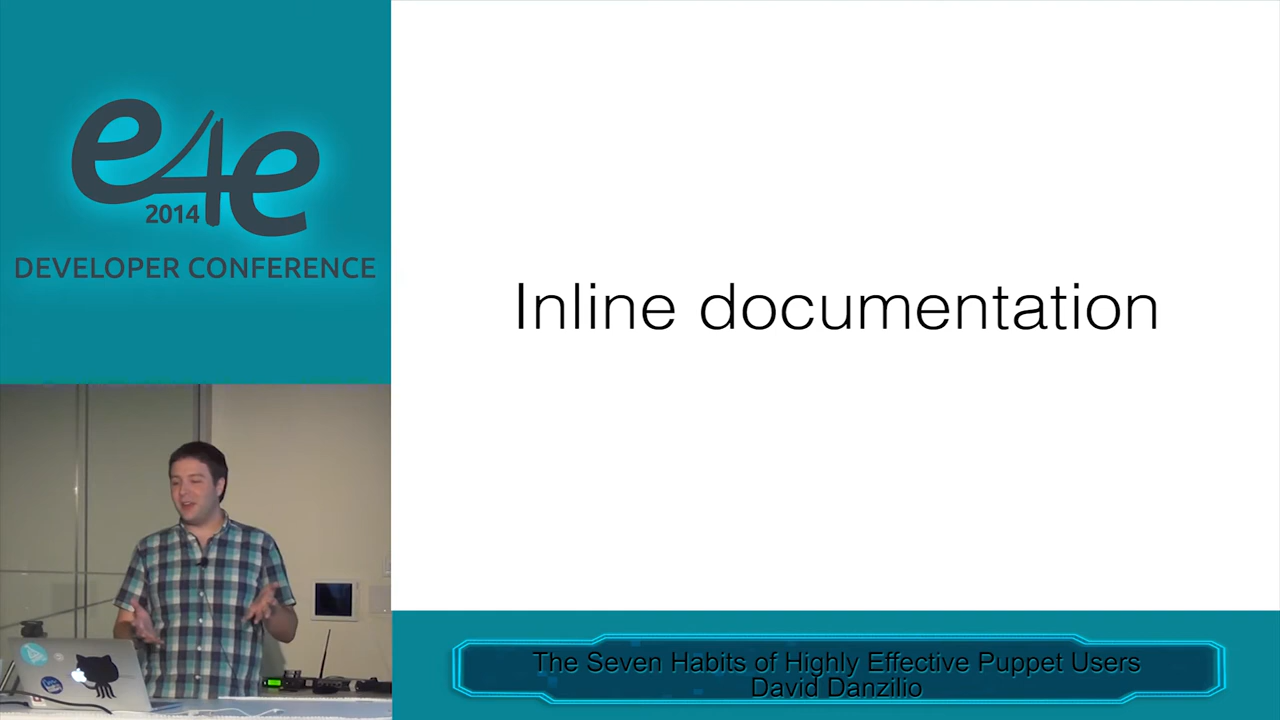 e4e
2014
DEVELOPER CONFERENCE
Inline documentation
The Seven Habits of Highly Effective Puppet Users
David Danzilio